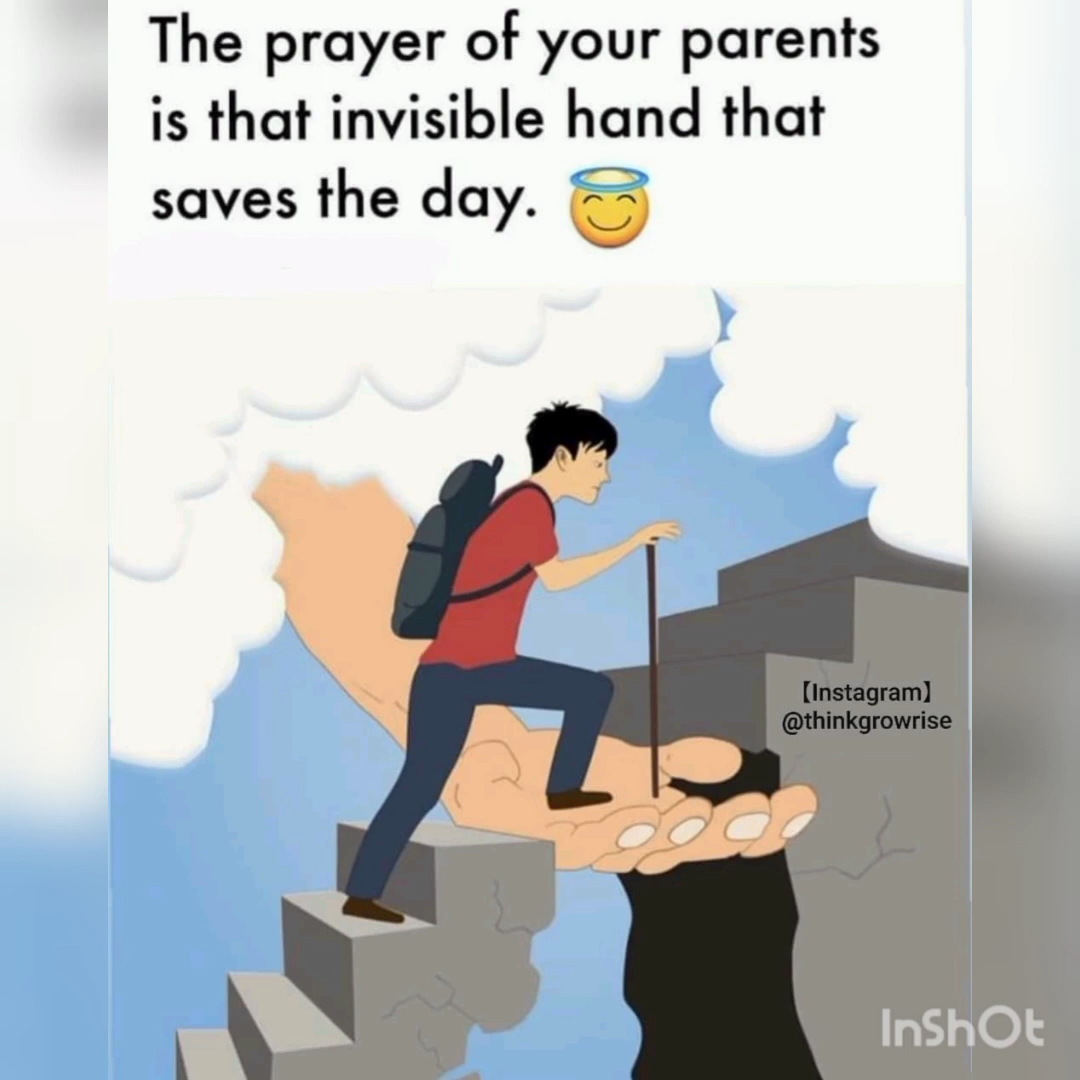 The prayer of your parents
is that invisible hand that
saves the day. 😇
【Instagram】
@thinkgrowrise
InShOt